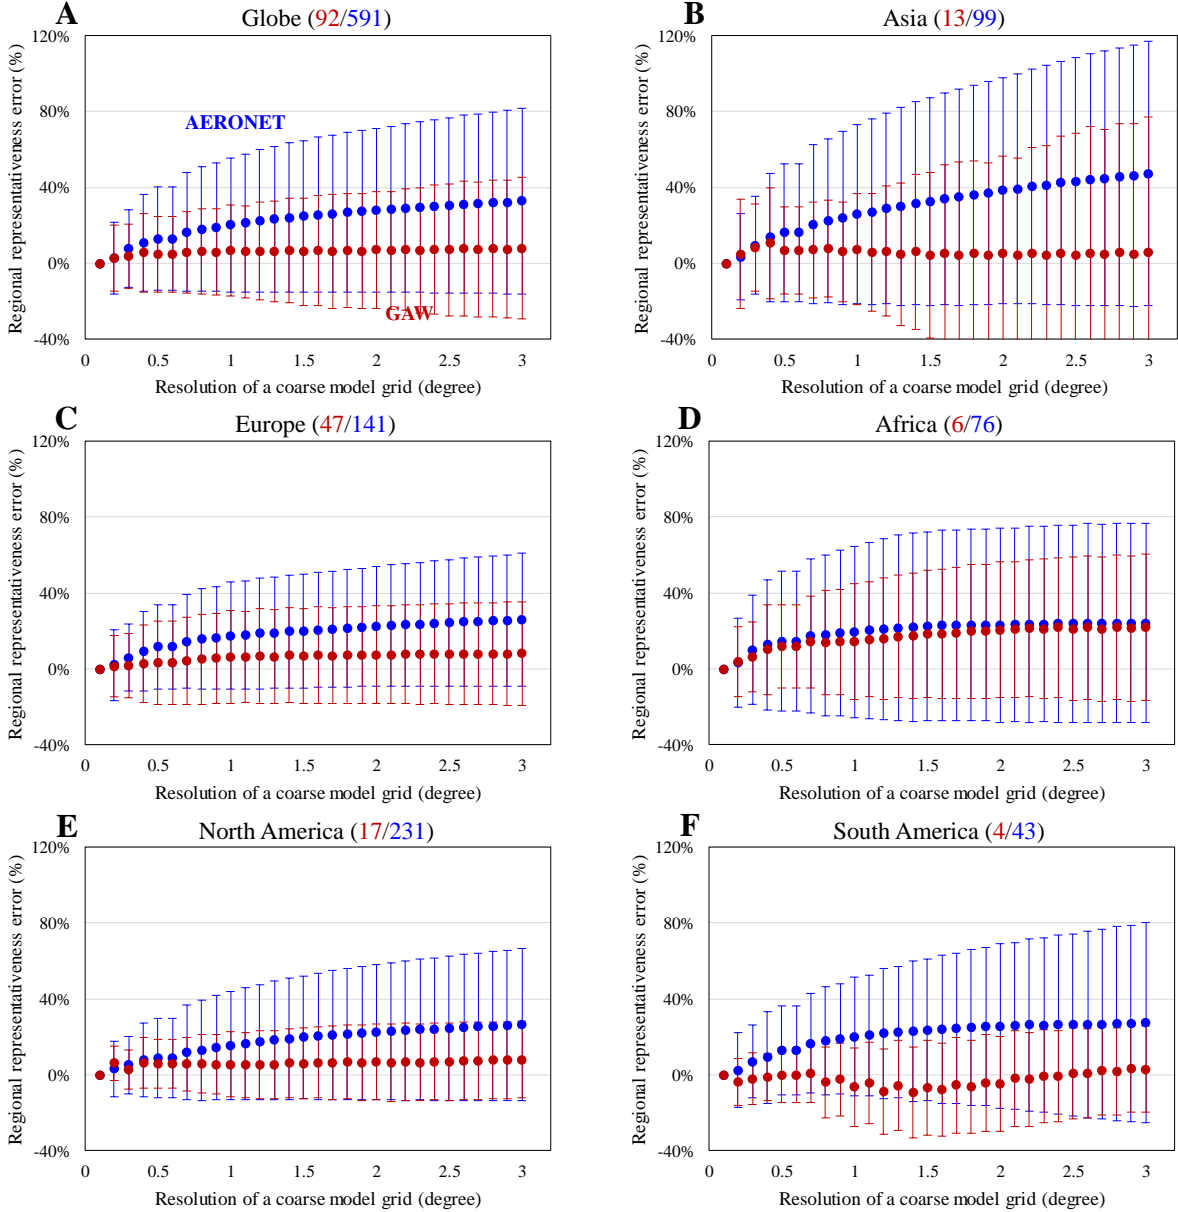 A
Globe (92/591)
Regional representativeness error (%)
120%
80%
40%
0%
-40%
AERONET
GAW
0 0.5 1 1.5 2 2.5 3
Resolution of a coarse model grid (degree)
B
Asia (13/99)
Regional representativeness error (%)
120%
80%
40%
0%
-40%
0 0.5 1 1.5 2 2.5 3
Resolution of a coarse model grid (degree)
C
Europe (47/141)
Regional representativeness error (%)
120%
80%
40%
0%
-40%
0 0.5 1 1.5 2 2.5 3
Resolution of a coarse model grid (degree)
D
Africa (6/76)
Regional representativeness error (%)
120%
80%
40%
0%
-40%
0 0.5 1 1.5 2 2.5 3
Resolution of a coarse model grid (degree)
E
North America (17/231)
Regional representativeness error (%)
120%
80%
40%
0%
-40%
0 0.5 1 1.5 2 2.5 3
Resolution of a coarse model grid (degree)
F
South America (4/43)
Regional representativeness error (%)
120%
80%
40%
0%
-40%
0 0.5 1 1.5 2 2.5 3
Resolution of a coarse model grid (degree)